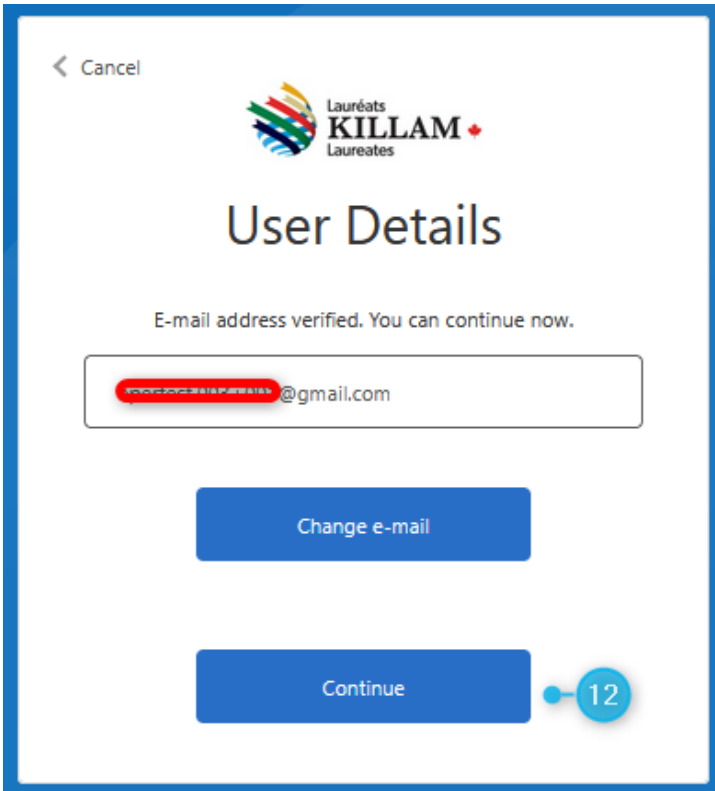 Cancel
Lauréats
KILLAM
Laureates
User Details
E-mail address verified. You can continue now.
@gmail.com
Change e-mail
Continue
12